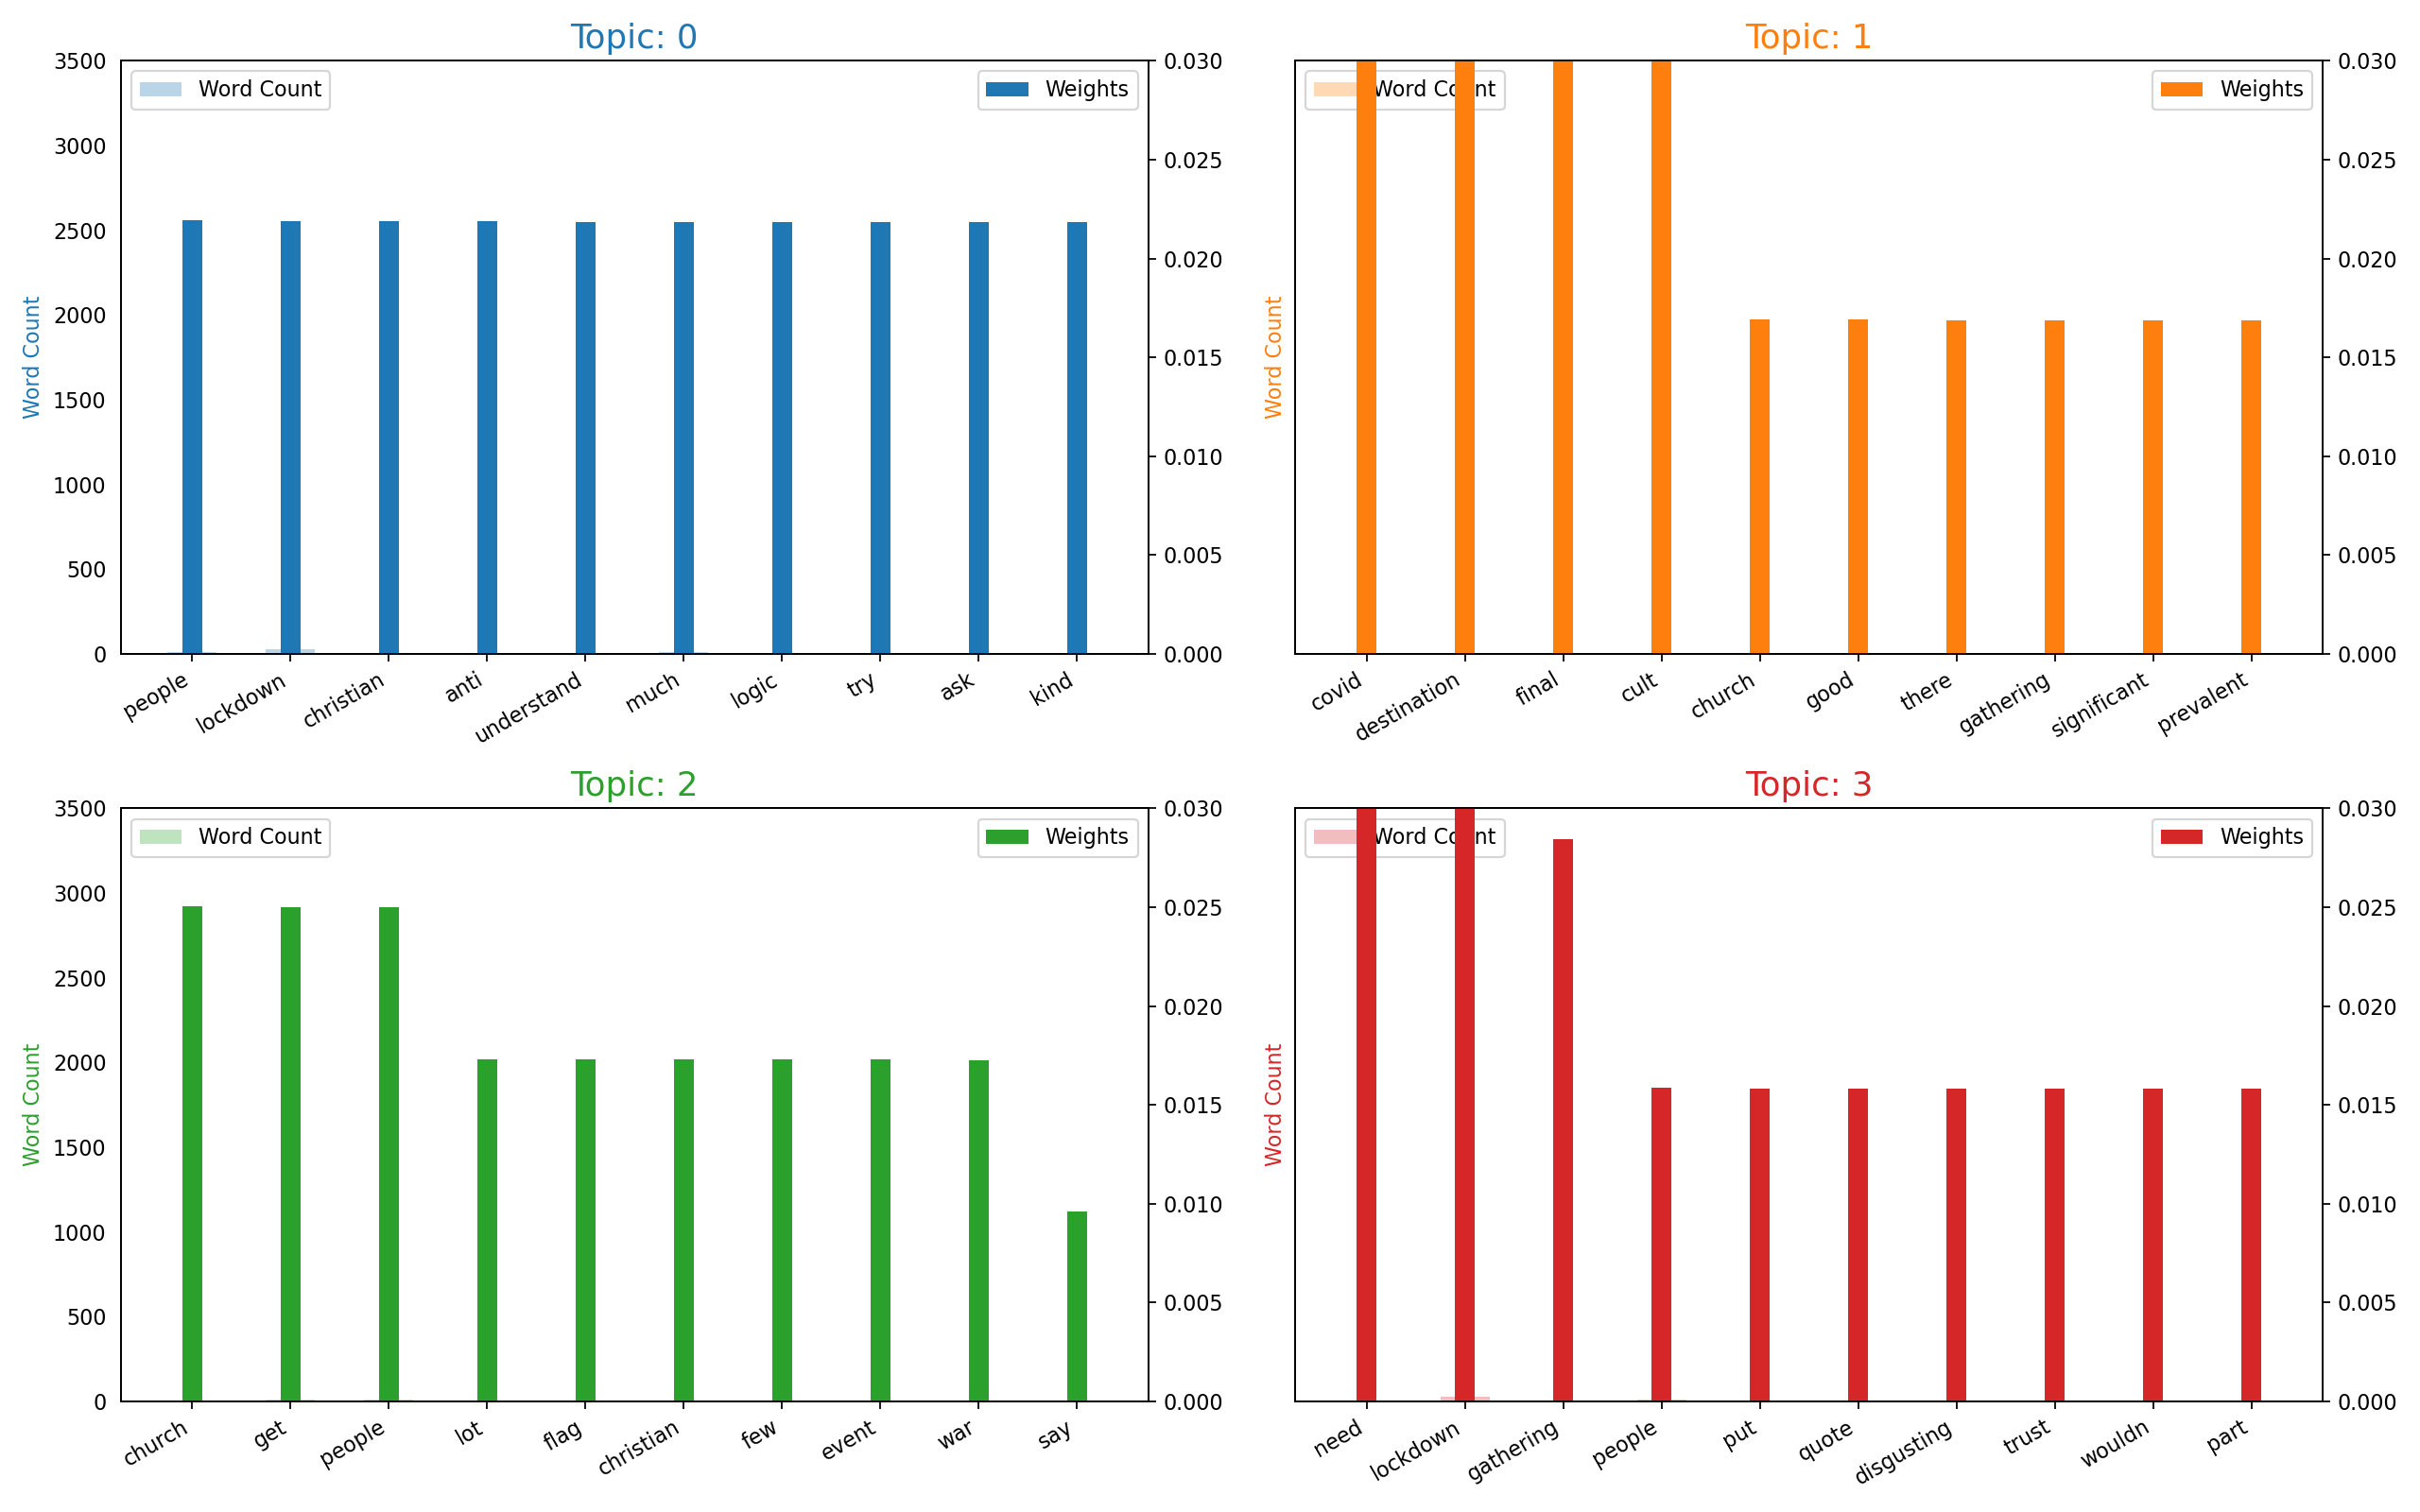 Topic: 0
3500
3000
2500
2000
1500
1000
500
0
Word Count
Word Count
Weights
0.030
0.025
0.020
0.015
0.010
0.005
0.000
people
lockdown
christian
anti
understand
much
logic
try
ask
kind
Topic: 1
Word Count
Word Count
Weights
0.030
0.025
0.020
0.015
0.010
0.005
0.000
covid
destination
final
cult
church
good
there
gathering
significant
prevalent
Topic: 2
3500
3000
2500
2000
1500
1000
500
0
Word Count
Word Count
Weights
0.030
0.025
0.020
0.015
0.010
0.005
0.000
church
get
people
lot
flag
christian
few
event
war
say
Topic: 3
Word Count
Word Count
Weights
0.030
0.025
0.020
0.015
0.010
0.005
0.000
need
lockdown
gathering
people
put
quote
disgusting
trust
wouldn
part